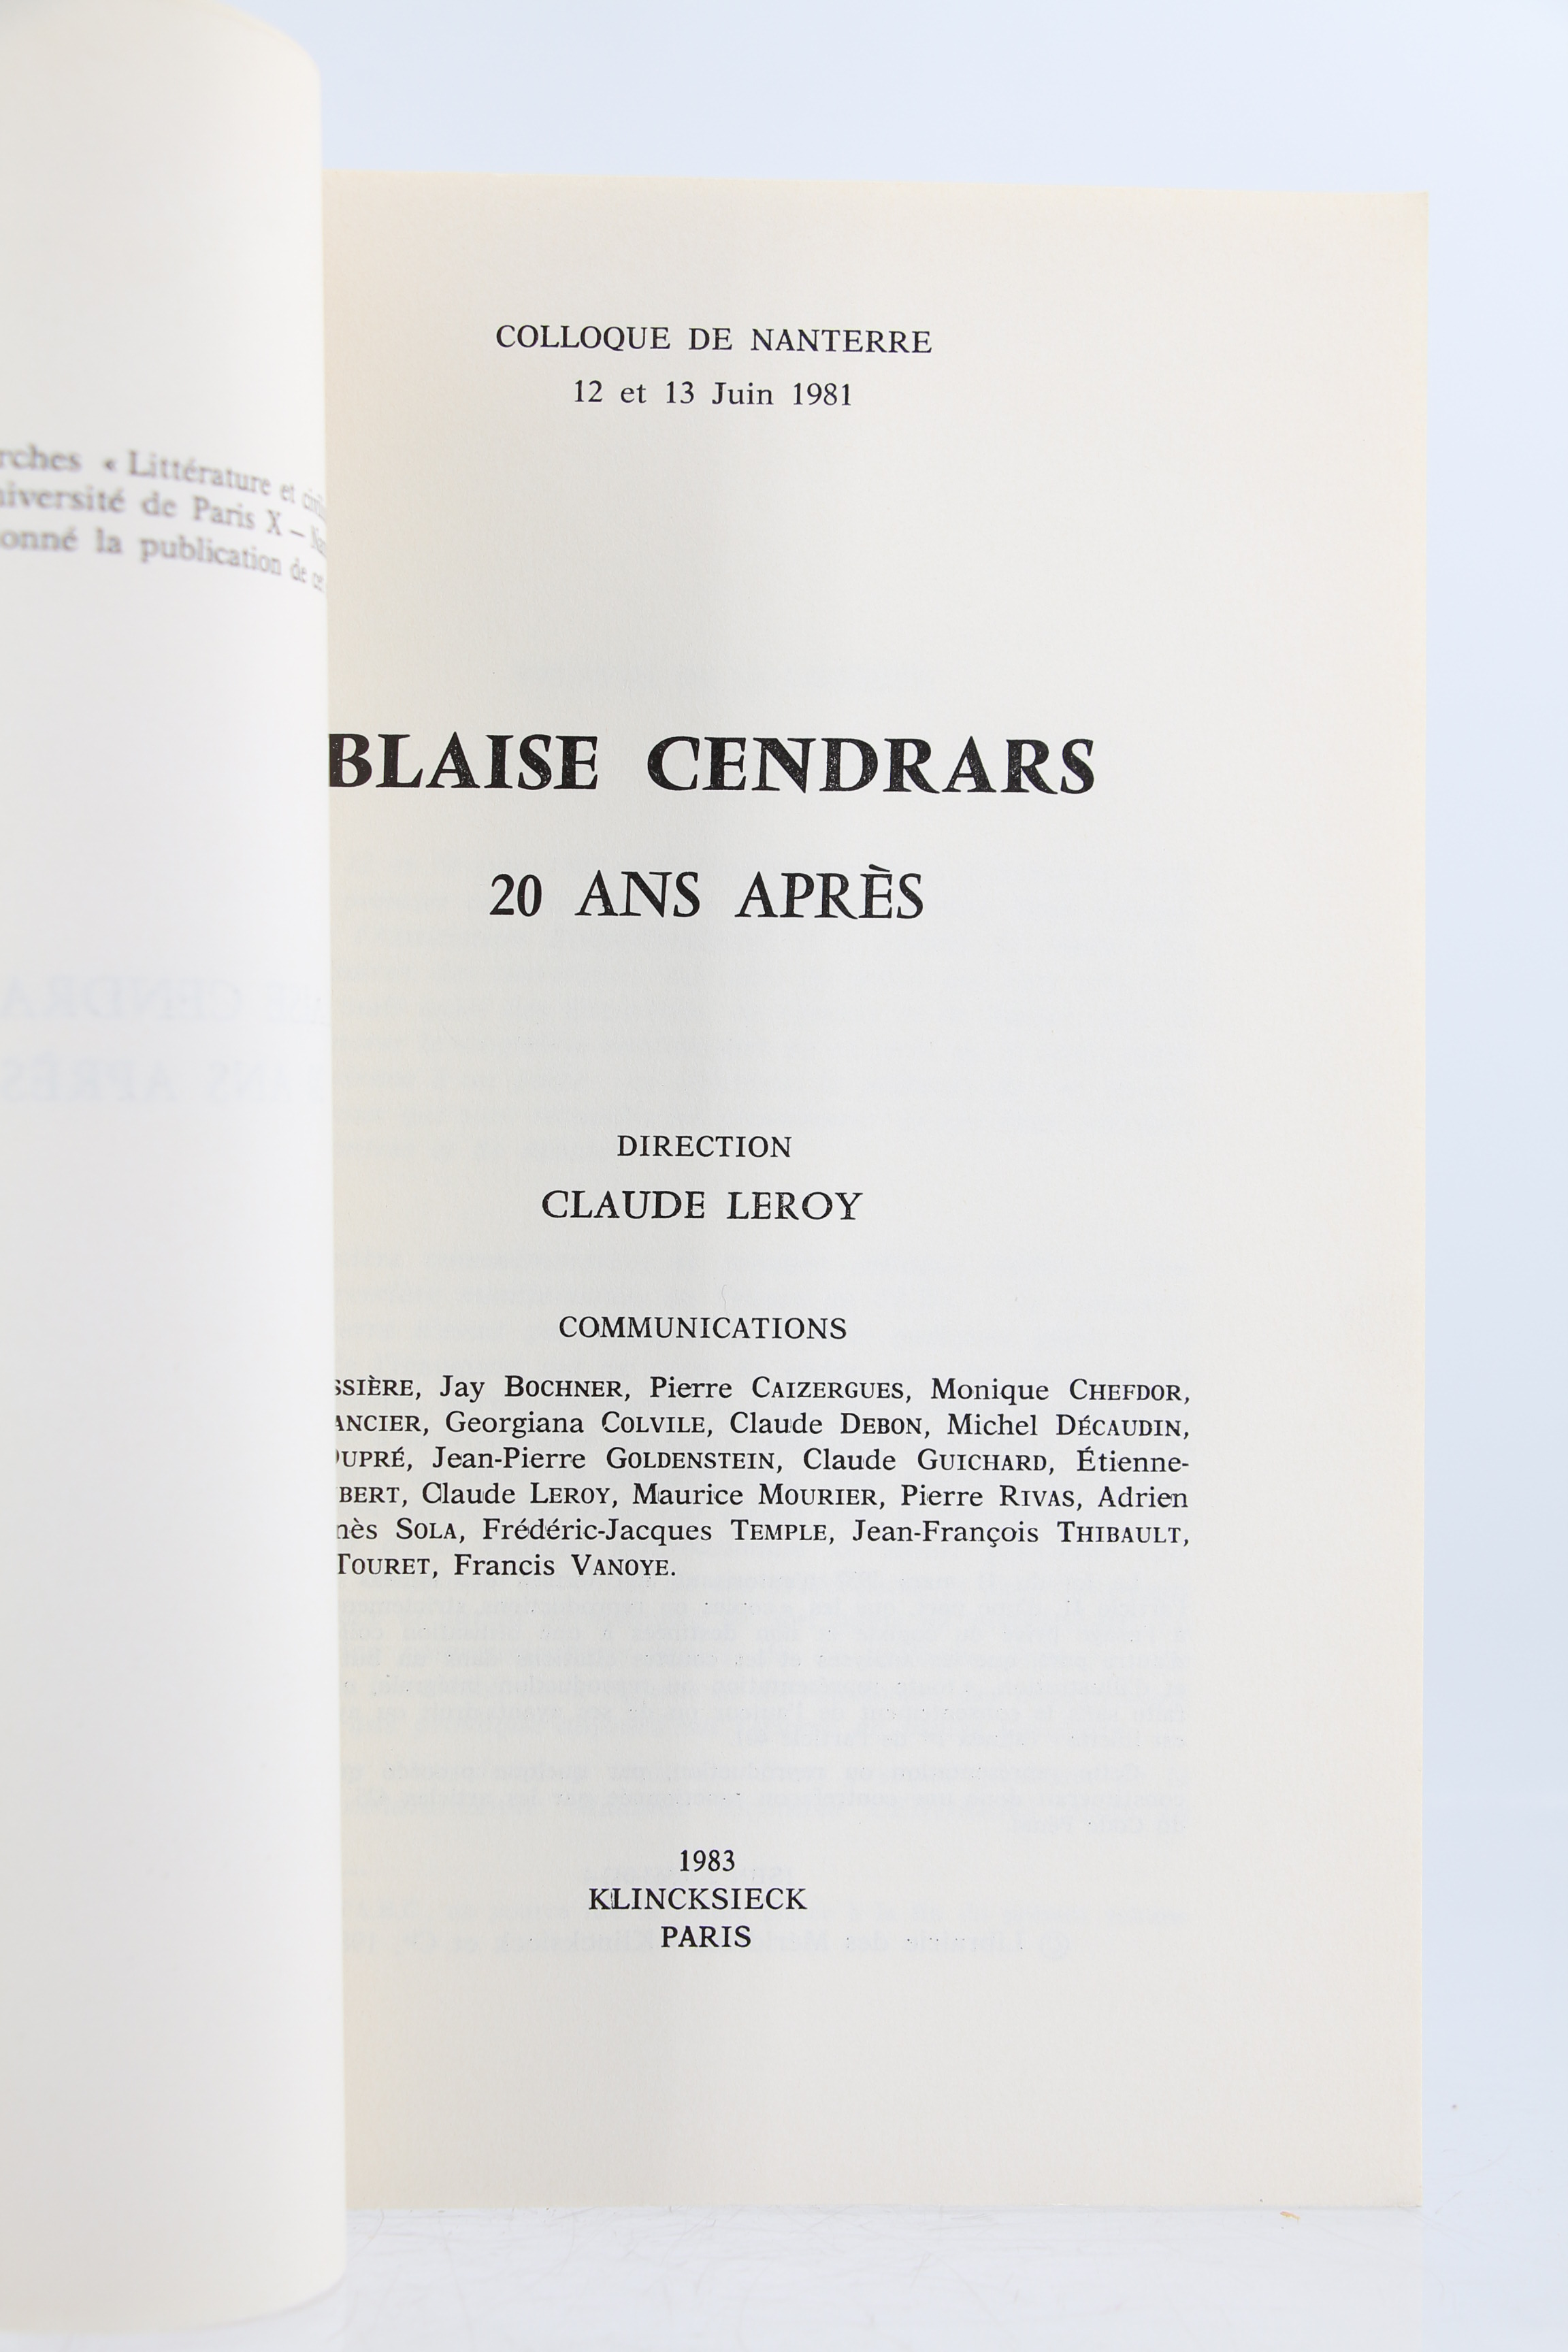 « Littérature et
de Paris X —
la publication de
COLLOQUE DE NANTERRE
12 et 13 Juin 1981
BLAISE CENDRARS
20 ANS APRÈS
DIRECTION
CLAUDE LEROY
COMMUNICATIONS
SSIÈRE, Jay BOCHNER, Pierre CAIZERGUES, Monique CHEFDOR,
ANCIER, Georgiana COLVILE, Claude DEBON, Michel DÉCAUDIN,
UPRÉ, Jean-Pierre GOLDENSTEIN, Claude GUICHARD, Étienne-
BERT, Claude LEROY, Maurice MOURIER, Pierre RIVAS, Adrien
nès SOLA, Frédéric-Jacques TEMPLE, Jean-François THIBAULT,
TOURET, Francis VANOYE.
1983
KLINCKSIECK
PARIS